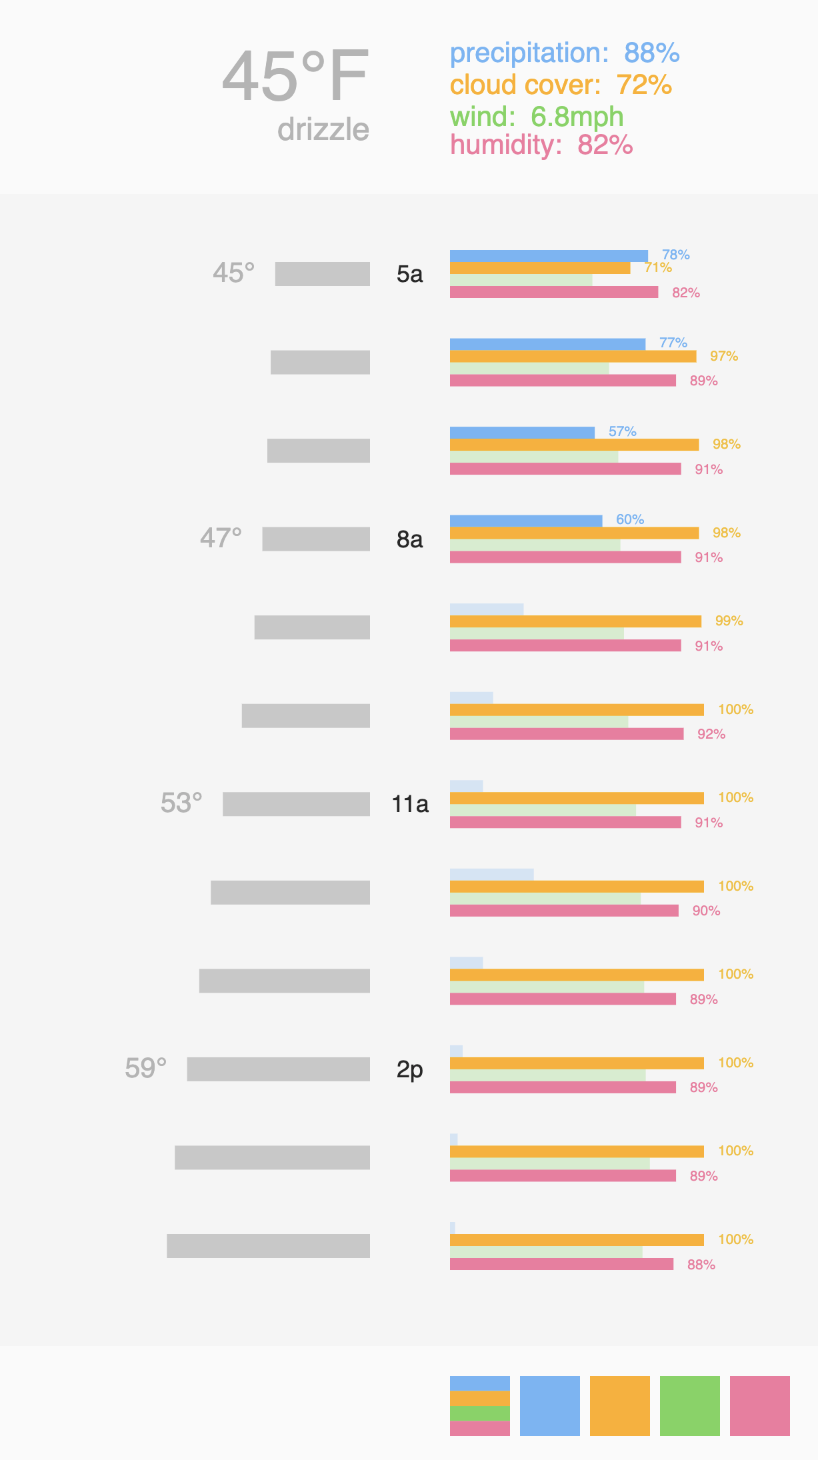 45°F
drizzle
precipitation: 88%
cloud cover: 72%
wind: 6.8mph
humidity: 82%
78%
45° 5a 71%
82%
77%
97%
89%
57%
98%
91%
60%
47° 8a 98%
91%
99%
91%
100%
92%
53° 11a 100%
91%
100%
90%
100%
89%
59° 2p 100%
89%
100%
89%
100%
88%